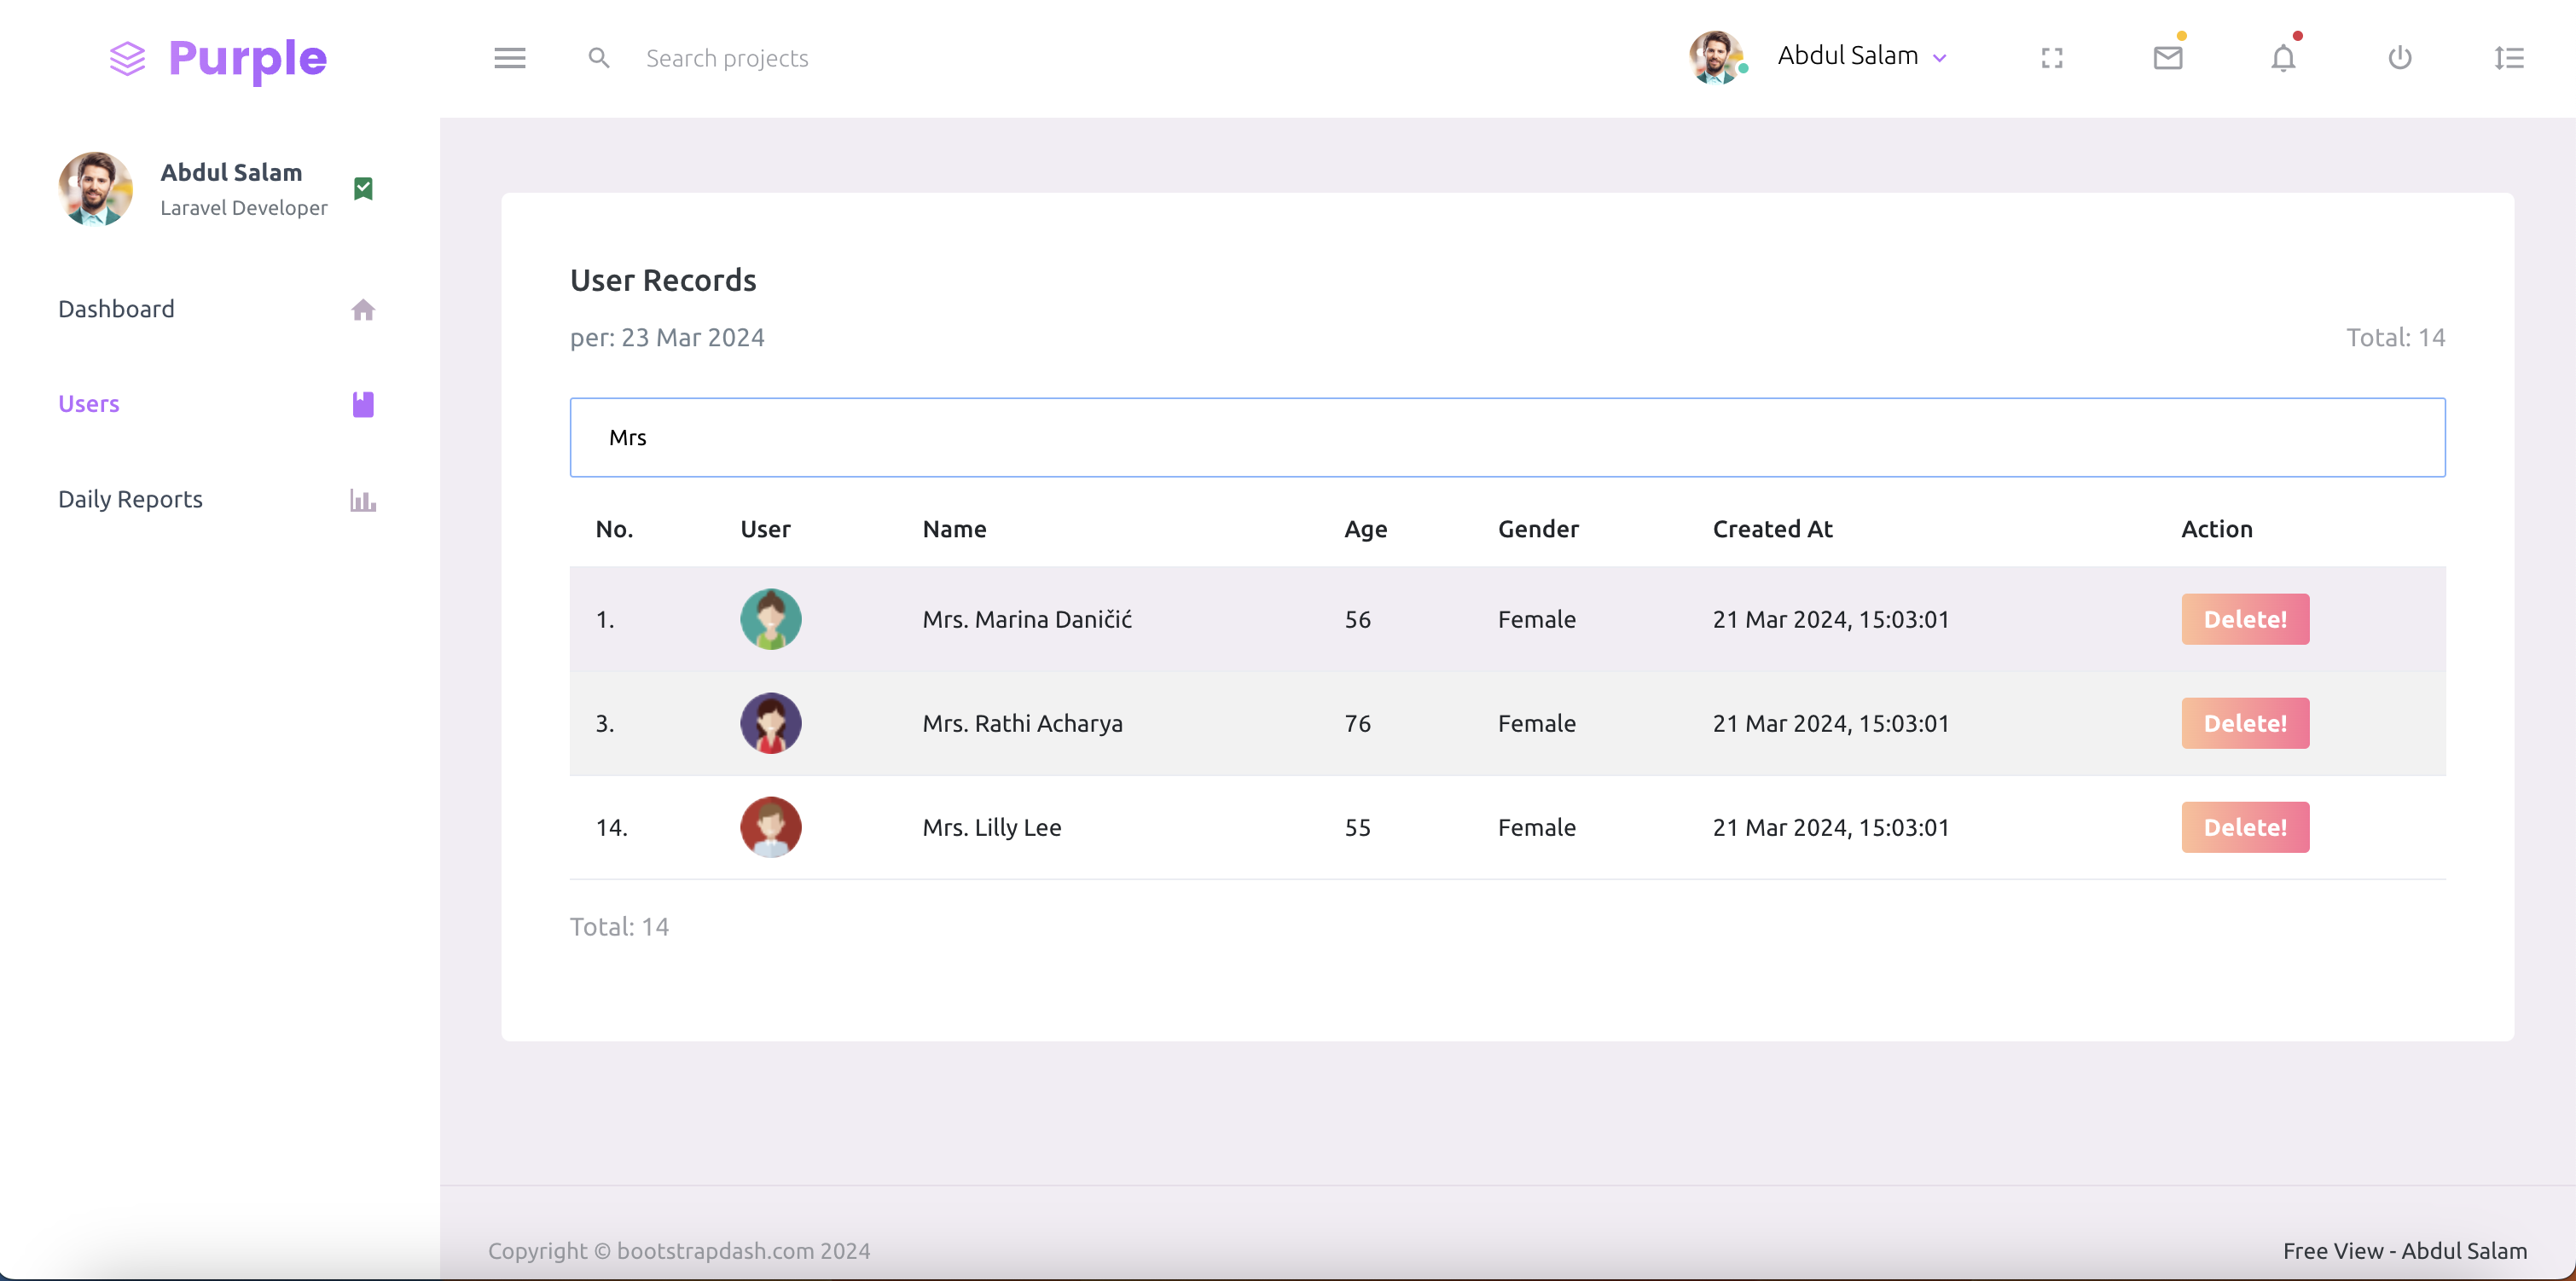 Purple
Search projects
Abdul Salam
Abdul Salam
Laravel Developer
Dashboard
Users
Daily Reports
User Records
per: 23 Mar 2024
Total: 14
Mrs
No. User Name Age Gender Created At Action
1. Mrs. Marina Daničić 56 Female 21 Mar 2024, 15:03:01 Delete!
3. Mrs. Rathi Acharya 76 Female 21 Mar 2024, 15:03:01 Delete!
14. Mrs. Lilly Lee 55 Female 21 Mar 2024, 15:03:01 Delete!
Total: 14
Copyright © bootstrapdash.com 2024
Free View - Abdul Salam